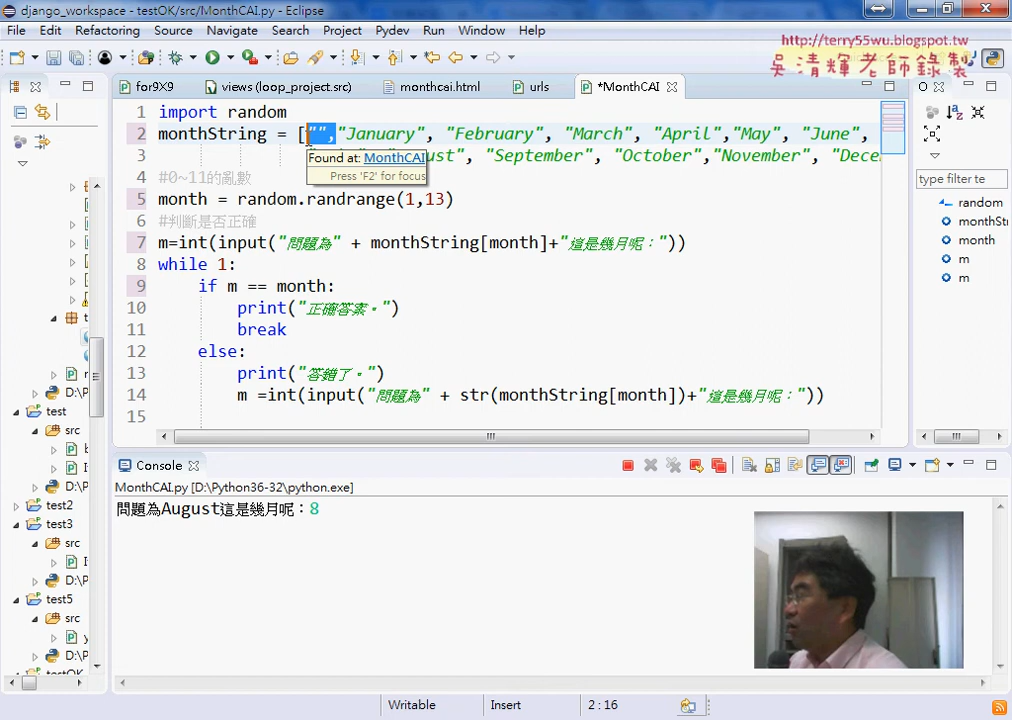 django_workspace - testOK/src/MonthCAI.py - Eclipse
File Edit Refactoring Source Navigate Search Project Pydev Run Window Help
http://terry55wu.blogspot.tw
吳清輝老師錄製
for9X9 views (loop_project.src) monthcai.html urls *MonthCAI
1 import random
2 monthString = ["","January", "February", "March", "April","May", "June",
3 "August", "September", "October","November", "Dece
Found at: MonthCAI
Press 'F2' for focus
4 #0~11的亂數
5 month = random.randrange(1,13)
6 #判斷是否正確
7 m=int(input("問題為" + monthString[month]+"這是幾月呢："))
8 while 1:
9 if m == month:
10 print("正確答案。")
11 break
12 else:
13 print("答錯了。")
14 m =int(input("問題為" + str(monthString[month])+"這是幾月呢："))
15
type filter te
random
monthStr
month
m
m
D:\P
test
src
D:\P
test2
test3
src
D:\P
test5
src
D:\P
testOK
Console
MonthCAI.py [D:\Python36-32\python.exe]
問題為August這是幾月呢：8
Writable Insert 2:16